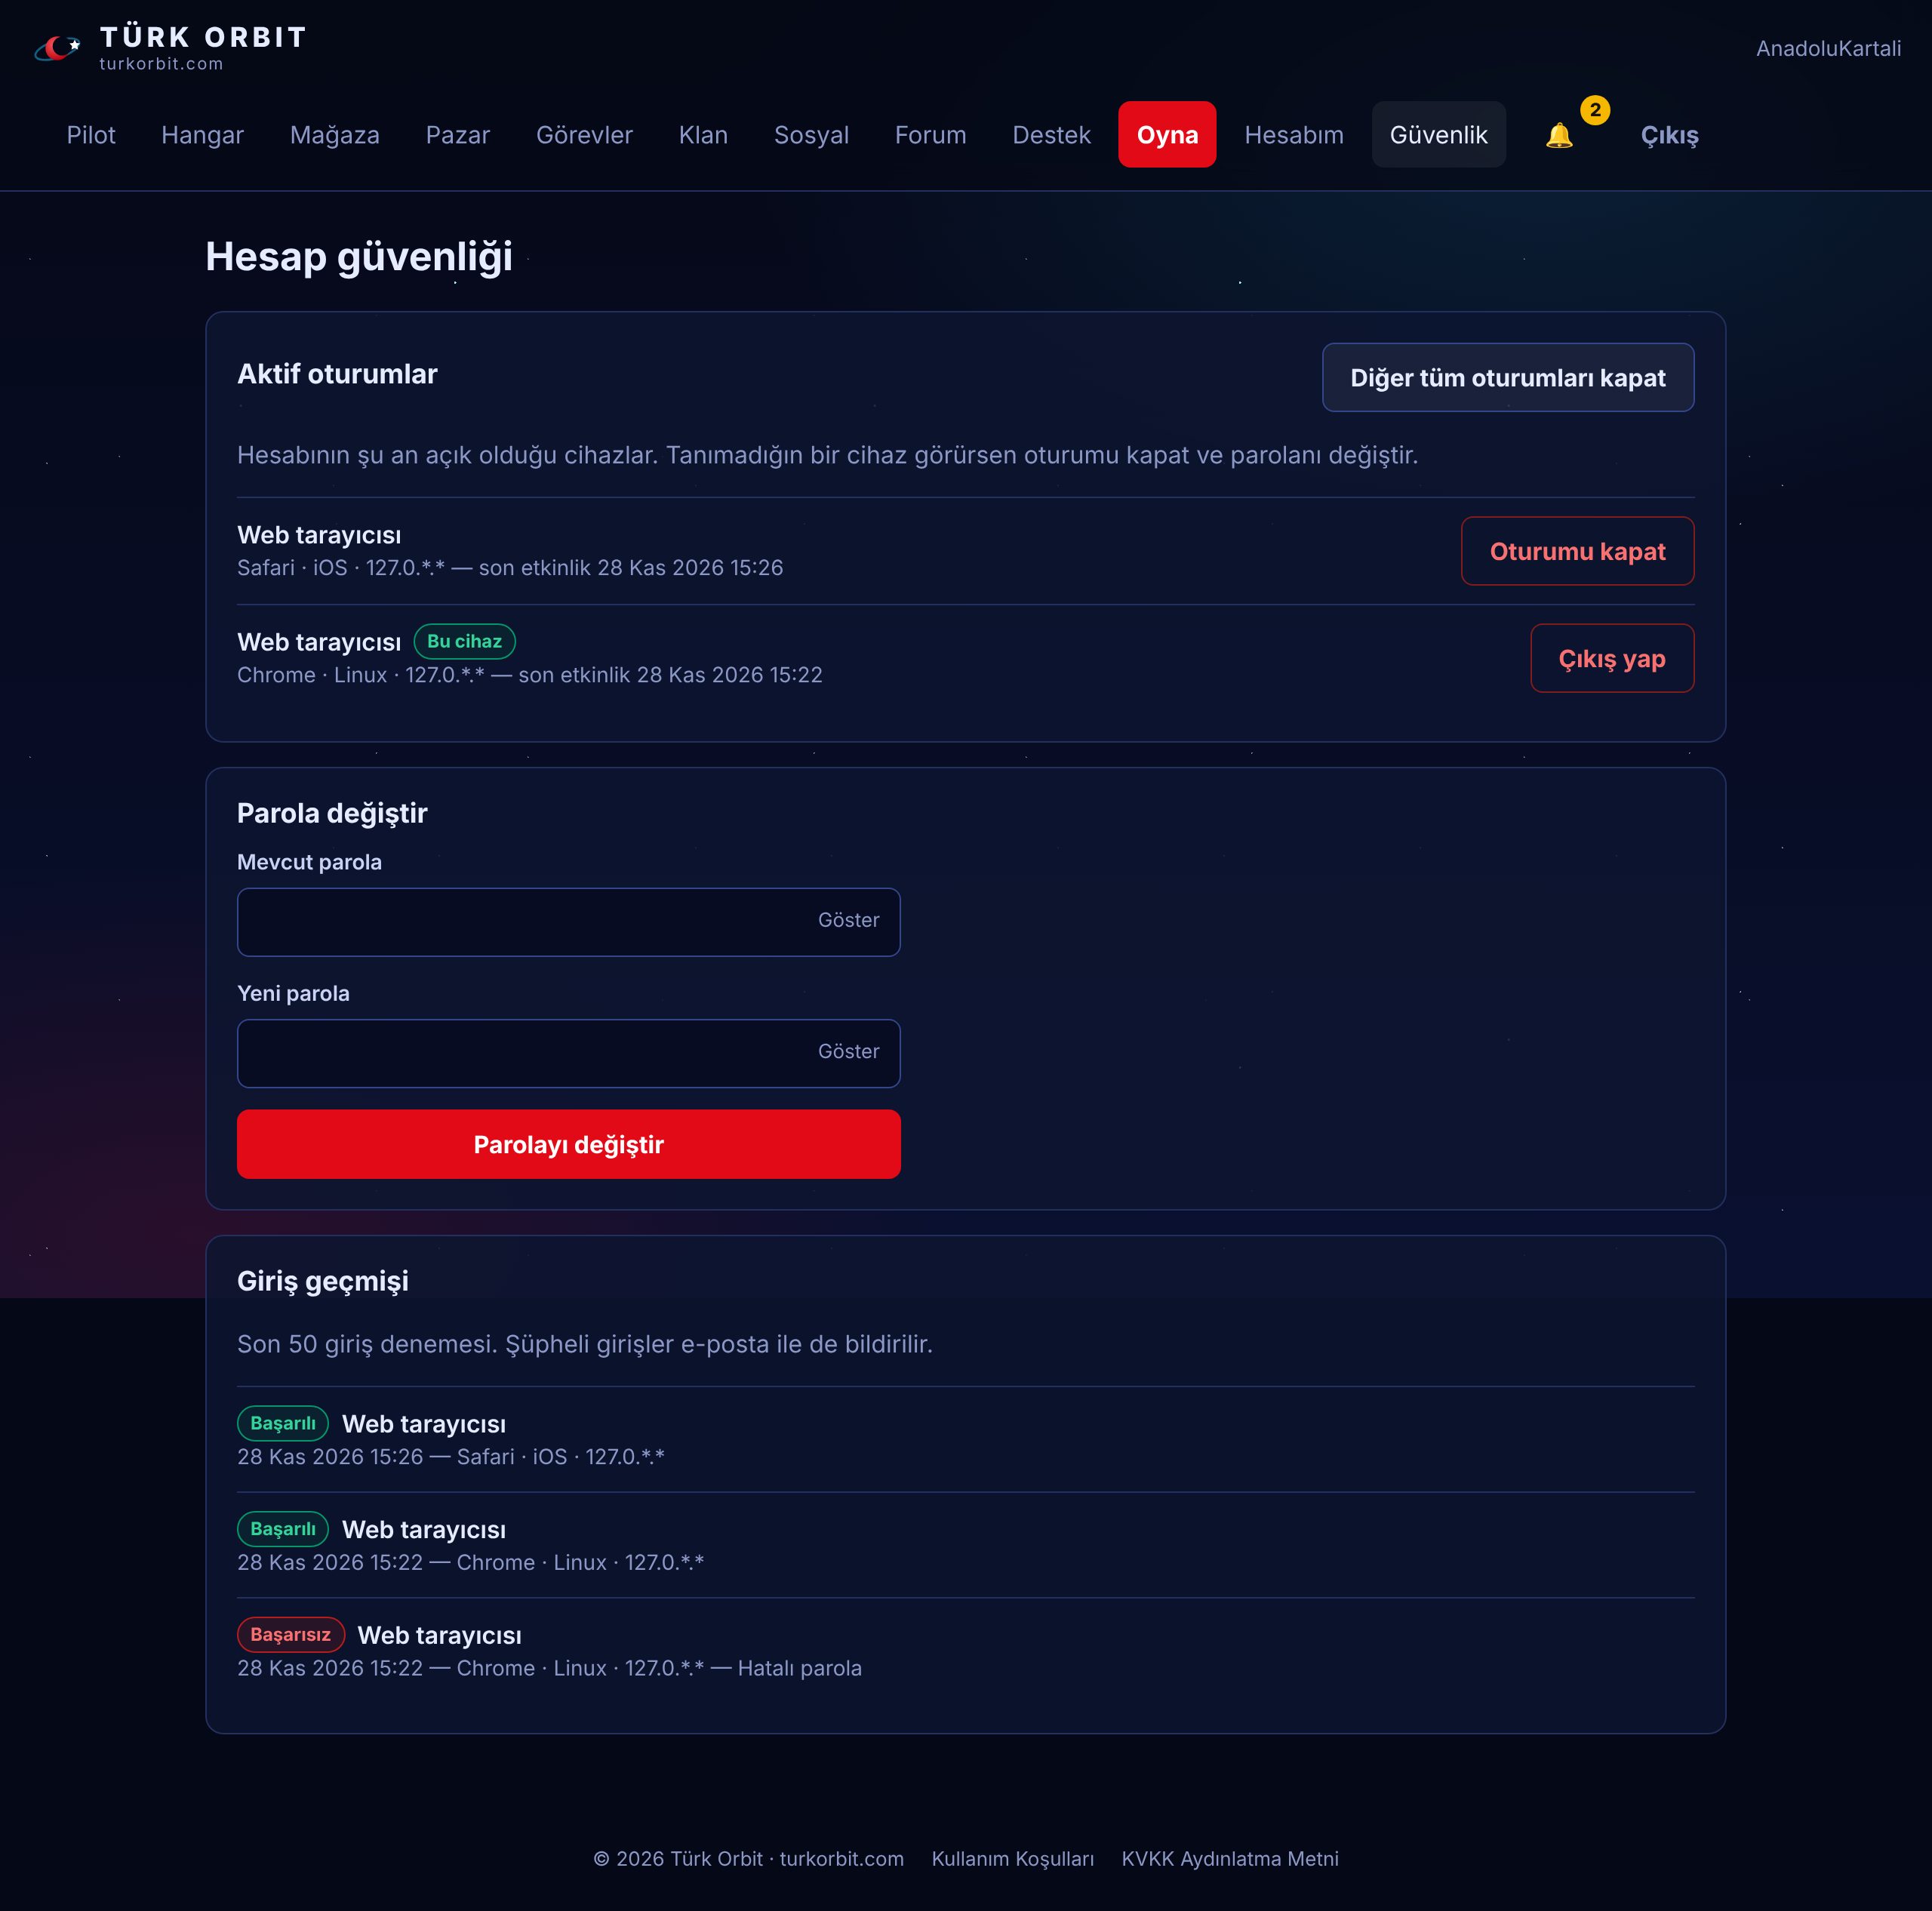 TÜRK ORBIT
turkorbit.com
AnadoluKartali
Pilot Hangar Mağaza Pazar Görevler Klan Sosyal Forum Destek Oyna Hesabım Güvenlik 🔔 2 Çıkış
Hesap güvenliği
Aktif oturumlar
Diğer tüm oturumları kapat
Hesabının şu an açık olduğu cihazlar. Tanımadığın bir cihaz görürsen oturumu kapat ve parolanı değiştir.
Web tarayıcısı
Safari · iOS · 127.0.*.* — son etkinlik 28 Kas 2026 15:26
Oturumu kapat
Web tarayıcısı Bu cihaz
Chrome · Linux · 127.0.*.* — son etkinlik 28 Kas 2026 15:22
Çıkış yap
Parola değiştir
Mevcut parola
Göster
Yeni parola
Göster
Parolayı değiştir
Giriş geçmişi
Son 50 giriş denemesi. Şüpheli girişler e-posta ile de bildirilir.
Başarılı Web tarayıcısı
28 Kas 2026 15:26 — Safari · iOS · 127.0.*.*
Başarılı Web tarayıcısı
28 Kas 2026 15:22 — Chrome · Linux · 127.0.*.*
Başarısız Web tarayıcısı
28 Kas 2026 15:22 — Chrome · Linux · 127.0.*.* — Hatalı parola
© 2026 Türk Orbit · turkorbit.com Kullanım Koşulları KVKK Aydınlatma Metni